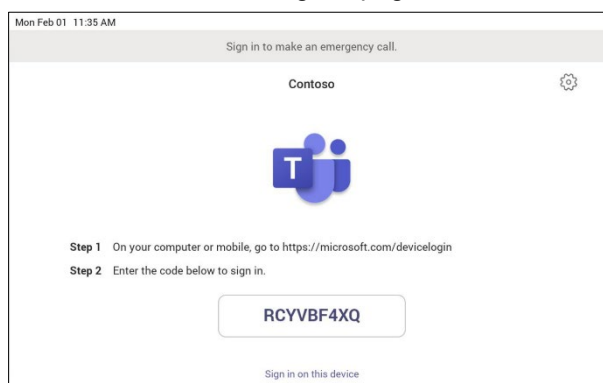 Mon Feb 01 11:35 AM
Sign in to make an emergency call.
Contoso
T
Step 1 On your computer or mobile, go to https://microsoft.com/devicelogin
Step 2 Enter the code below to sign in.
RCYVBF4XQ
Sign in on this device